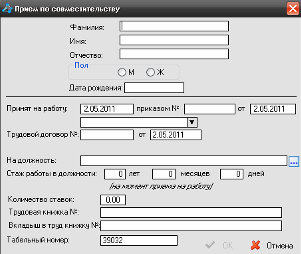 Прием по совместительству
Фамилия:
Имя:
Отчество:
Пол
М Ж
Дата рождения:
Принят на работу: 2.05.2011 приказом № от 2.05.2011
Трудовой договор №: от 2.05.2011
На должность: ...
Стаж работы в должности: 0 лет 0 месяцев 0 дней
(на момент приема на работу)
Количество ставок: 0,00
Трудовая книжка №:
Вкладыш в труд книжку №:
Табельный номер: 39032
OK Отмена